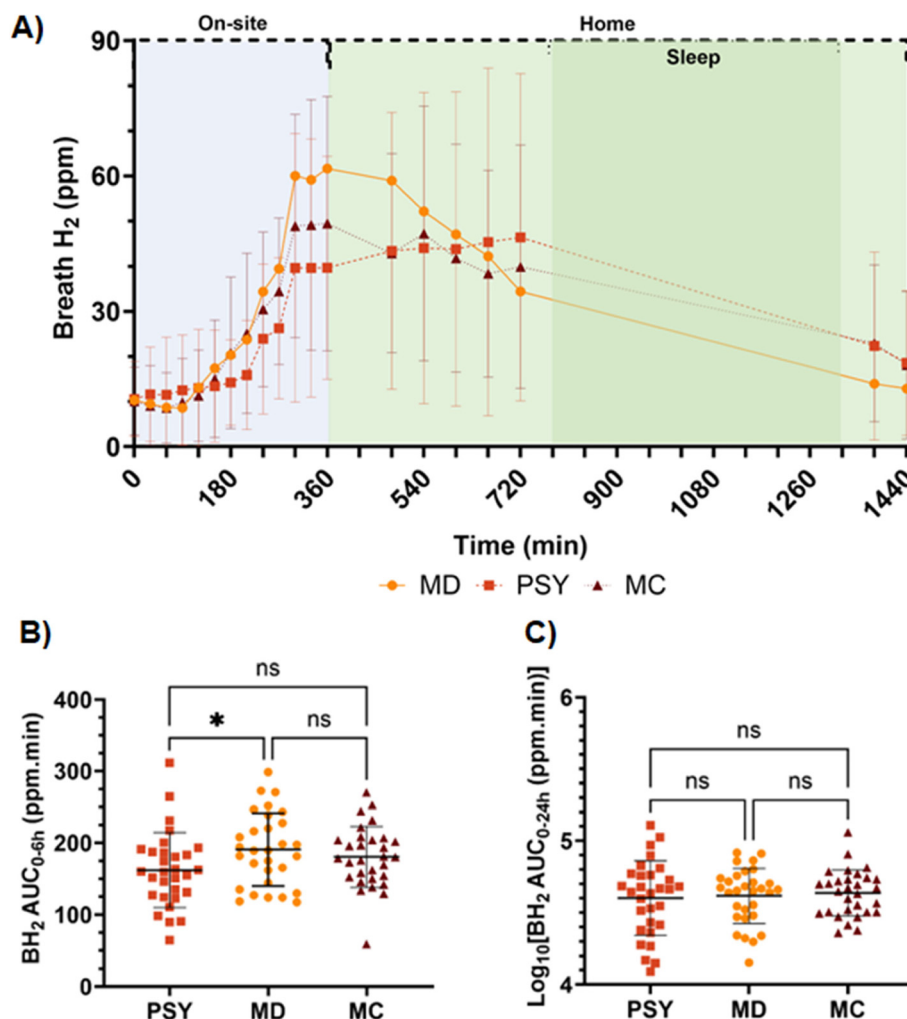 A)
On-site
Home
Sleep
90
60
30
0
Breath H₂ (ppm)
0
180
360
540
720
900
1080
1260
1440
Time (min)
MD
PSY
MC
B)
ns
*
ns
400
300
200
100
0
BH₂ AUC₀₋₆ₕ (ppm.min)
PSY
MD
MC
C)
ns
ns
ns
6
5
4
Log₁₀[BH₂ AUC₀₋₂₄ₕ (ppm.min)]
PSY
MD
MC